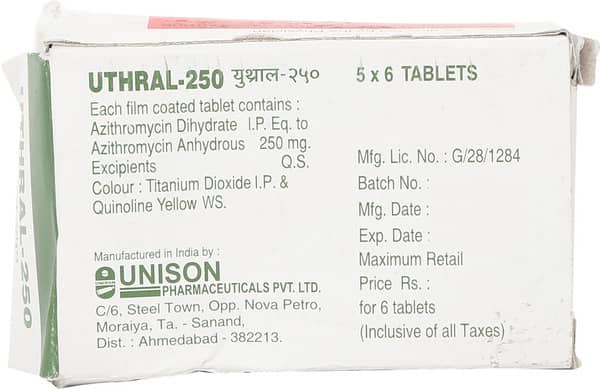 UTHRAL-250 युथ्राल-२५०
5 x 6 TABLETS
Each film coated tablet contains :
Azithromycin Dihydrate I.P. Eq. to
Azithromycin Anhydrous 250 mg.
Excipients Q.S.
Colour : Titanium Dioxide I.P. &
Quinoline Yellow WS.
Manufactured in India by :
UNISON
PHARMACEUTICALS PVT. LTD.
C/6, Steel Town, Opp. Nova Petro,
Moraiya, Ta. - Sanand,
Dist. : Ahmedabad - 382213.
Mfg. Lic. No. : G/28/1284
Batch No. :
Mfg. Date :
Exp. Date :
Maximum Retail
Price Rs. :
for 6 tablets
(Inclusive of all Taxes)
UTHRAL-250